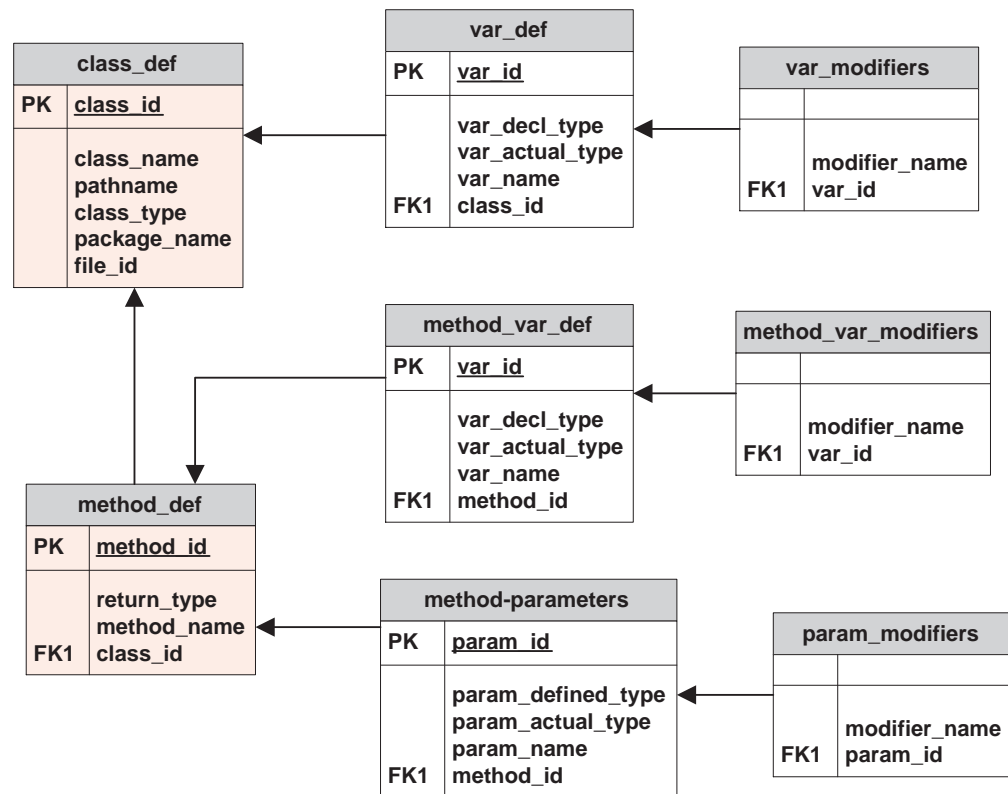 class_def
PK class_id
class_name
pathname
class_type
package_name
file_id
var_def
PK var_id
var_decl_type
var_actual_type
var_name
FK1 class_id
var_modifiers
modifier_name
FK1 var_id
method_var_def
PK var_id
var_decl_type
var_actual_type
var_name
FK1 method_id
method_var_modifiers
modifier_name
FK1 var_id
method_def
PK method_id
return_type
method_name
FK1 class_id
method-parameters
PK param_id
param_defined_type
param_actual_type
param_name
FK1 method_id
param_modifiers
modifier_name
FK1 param_id